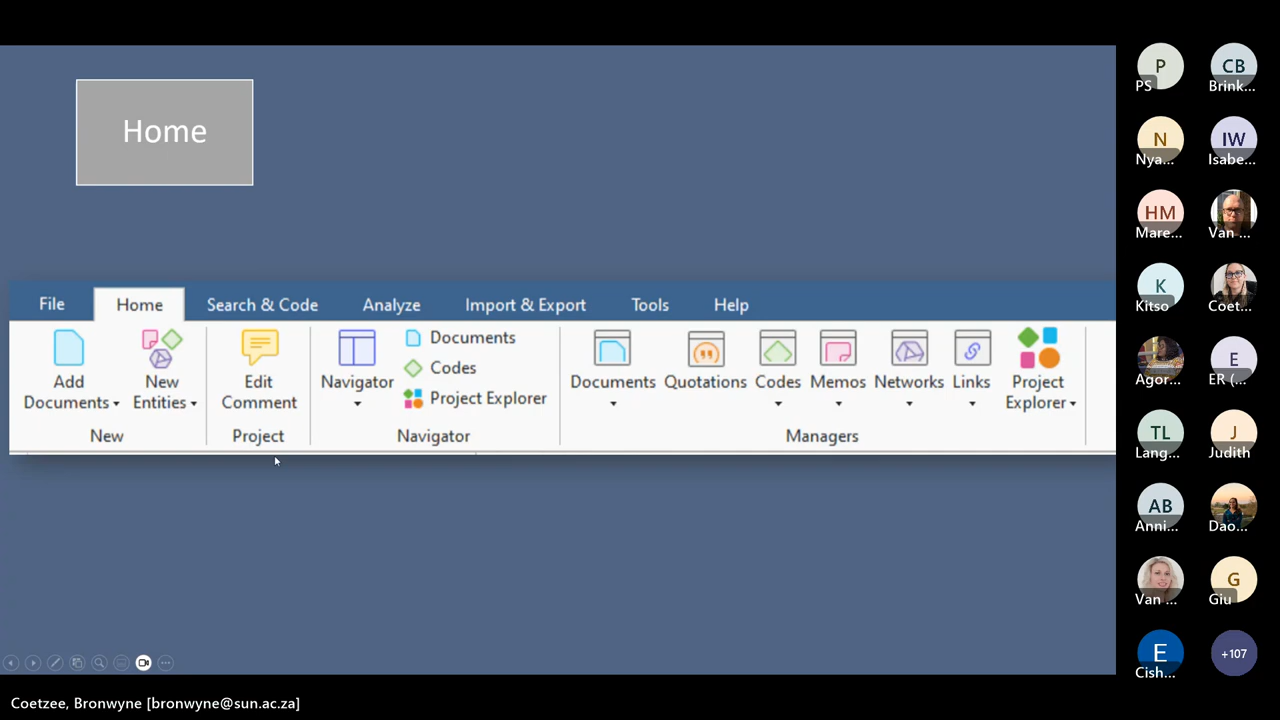 Home
File Home Search & Code Analyze Import & Export Tools Help
Add Documents
New Entities
New
Edit Comment
Project
Navigator
Documents
Codes
Project Explorer
Navigator
Documents
Quotations
Codes
Memos
Networks
Links
Project Explorer
Managers
P
PS
CB
Brink...
N
Nya...
IW
Isabe...
HM
Mare...
Van ...
K
Kitso
Coet...
Agor...
E
ER (...
TL
Lang...
J
Judith
AB
Anni...
Dao...
Van ...
G
Giu
E
Cish...
+107
Coetzee, Bronwyne [bronwyne@sun.ac.za]